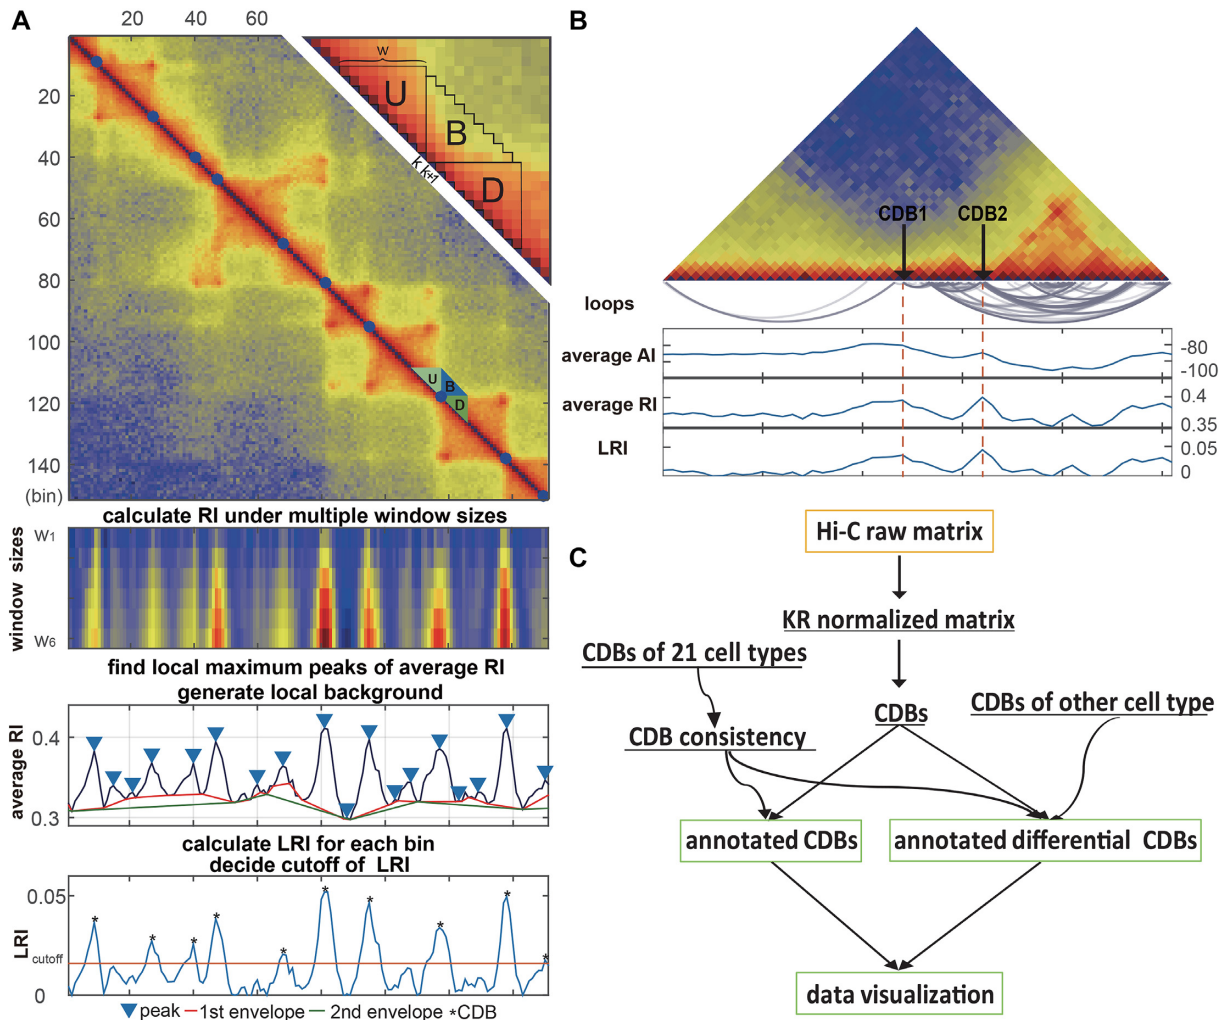 A
20 40 60
20
40
60
80
100
120
140
(bin)
w
U
B
D
k k+1
U
B
D
calculate RI under multiple window sizes
window sizes
W1
W6
find local maximum peaks of average RI
generate local background
average RI
0.4
0.3
calculate LRI for each bin
decide cutoff of LRI
LRI
0.05
cutoff
0
* * * * * * * * * *
peak 1st envelope 2nd envelope *CDB
B
CDB1 CDB2
loops
average AI
-80
-100
average RI
0.4
0.35
LRI
0.05
0
C
Hi-C raw matrix
KR normalized matrix
CDBs of 21 cell types
CDBs
CDBs of other cell type
CDB consistency
annotated CDBs
annotated differential CDBs
data visualization